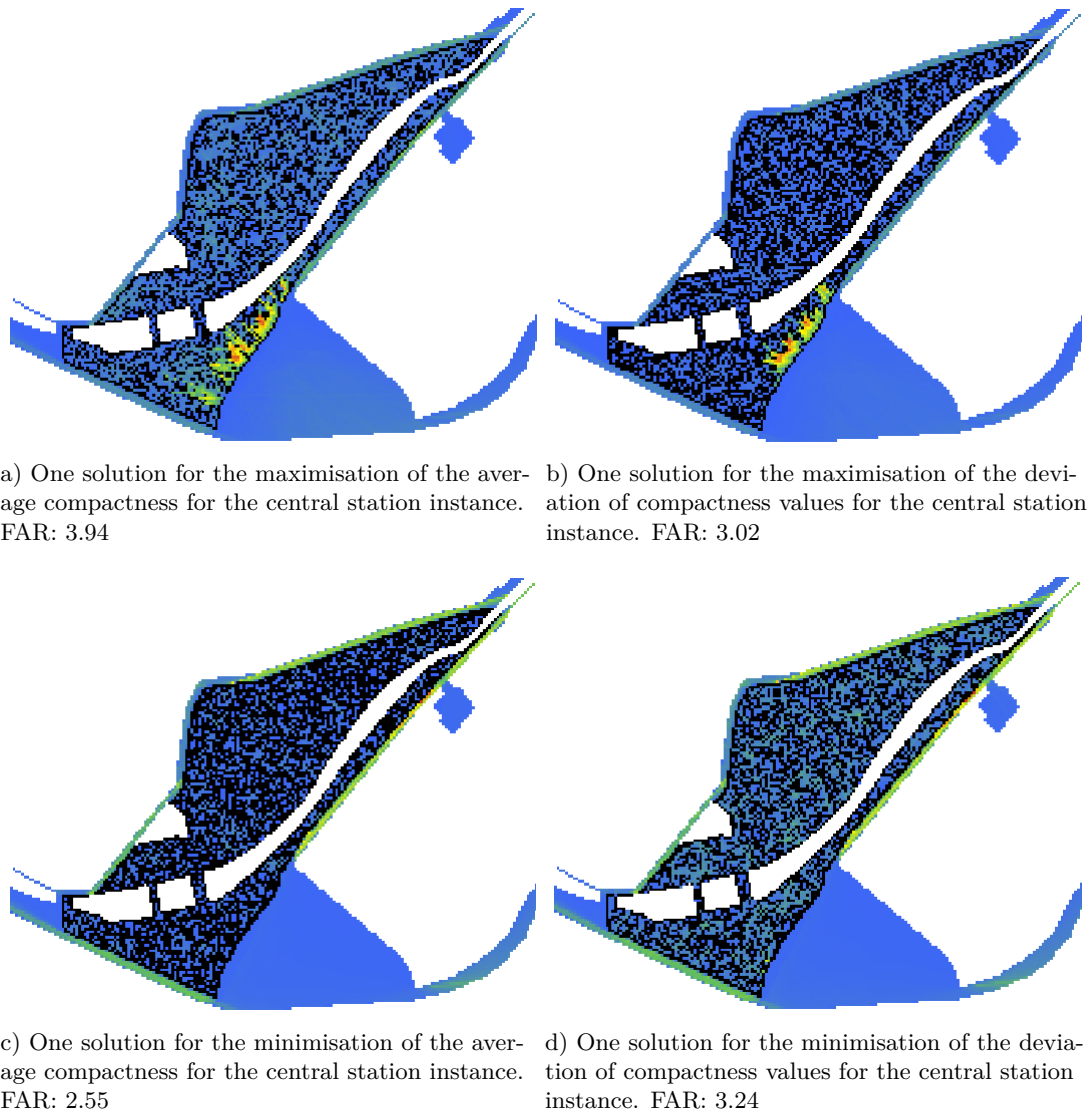 a) One solution for the maximisation of the aver-
age compactness for the central station instance.
FAR: 3.94
b) One solution for the maximisation of the devi-
ation of compactness values for the central station
instance. FAR: 3.02
c) One solution for the minimisation of the aver-
age compactness for the central station instance.
FAR: 2.55
d) One solution for the minimisation of the devia-
tion of compactness values for the central station
instance. FAR: 3.24